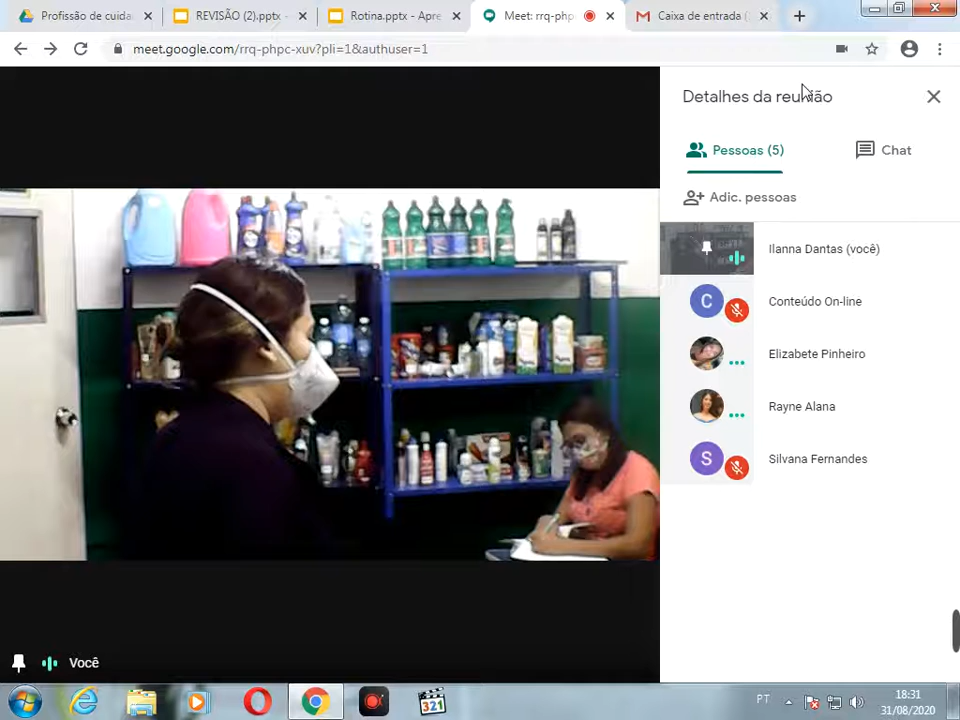 Profissão de cuida
REVISÃO (2).pptx -
Rotina.pptx - Apre
Meet: rrq-php
Caixa de entrada (
meet.google.com/rrq-phpc-xuv?pli=1&authuser=1
Detalhes da reunião
Pessoas (5)
Chat
Adic. pessoas
Ilanna Dantas (você)
C
Conteúdo On-line
Elizabete Pinheiro
Rayne Alana
S
Silvana Fernandes
Você
321
PT
18:31
31/08/2020